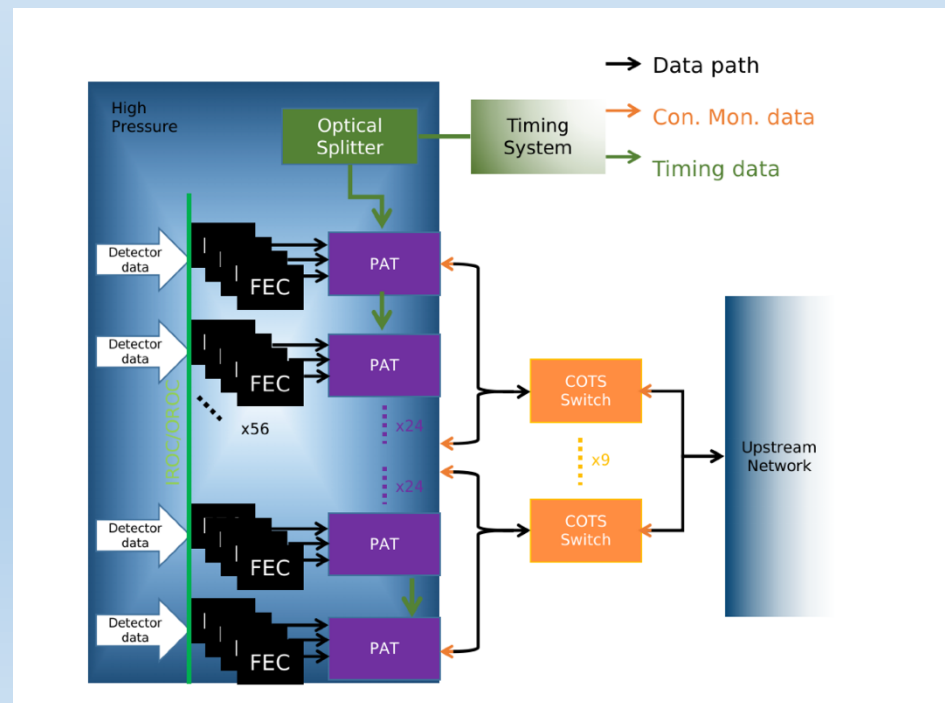 High
Pressure
Optical
Splitter
Timing
System
Data path
Con. Mon. data
Timing data
Detector
data
FEC
PAT
Detector
data
FEC
PAT
IROC/OROC
x56
x24
x24
COTS
Switch
x9
COTS
Switch
Upstream
Network
Detector
data
FEC
PAT
Detector
data
FEC
PAT